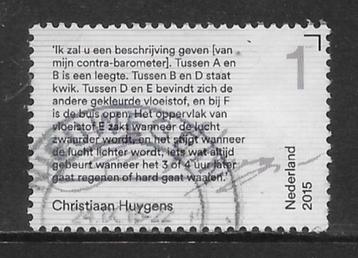 'Ik zal u een beschrijving geven [van
mijn contra-barometer]. Tussen A en
B is een leegte. Tussen B en D staat
kwik. Tussen D en E bevindt zich de
andere gekleurde vloeistof, en bij F
is de buis open. Het oppervlak van
vloeistof E zakt wanneer de lucht
zwaarder wordt, en het stijgt wanneer
de lucht lichter wordt, iets wat altijd
gebeurt wanneer het 3 of 4 uur later
gaat regenen of hard gaat waaien.'
Christiaan Huygens
1
Nederland
2015